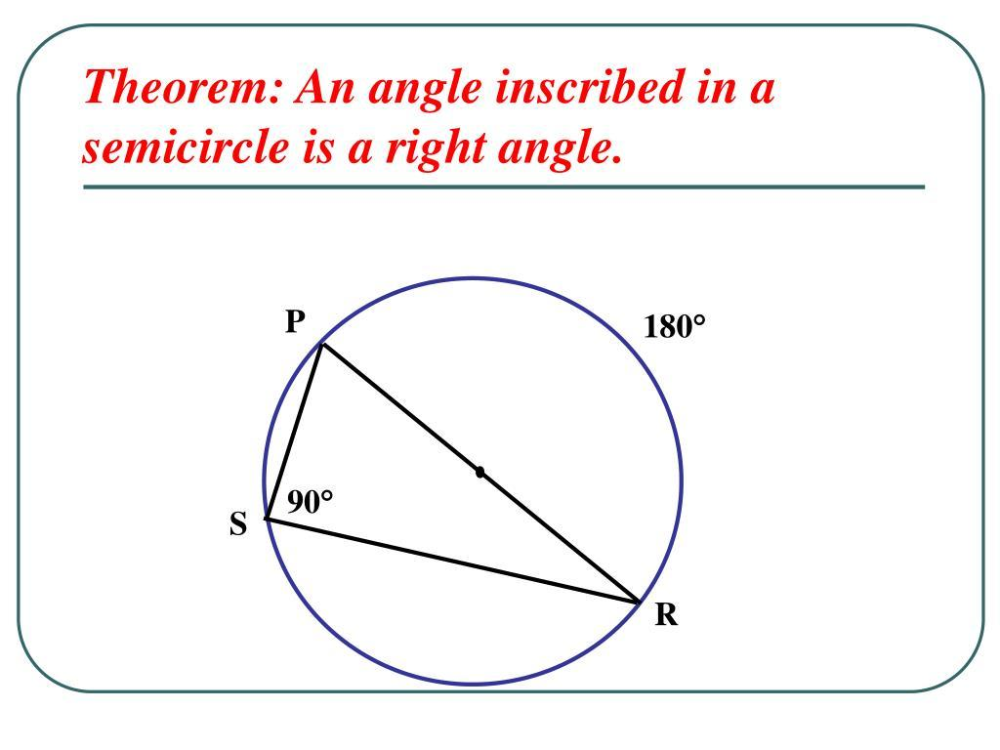 Theorem: An angle inscribed in a
semicircle is a right angle.
P
180°
90°
S
R